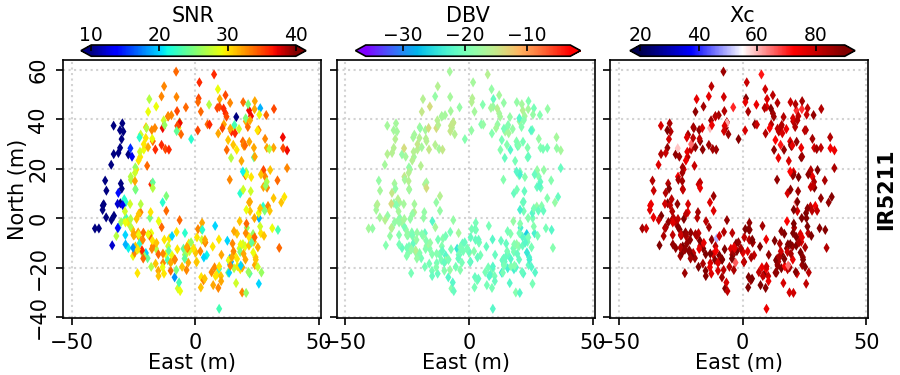 SNR DBV Xc
10 20 30 40 −30 −20 −10 20 40 60 80
60
40
20
0
−20
−40
North (m)
IR5211
−50 0 50 −50 0 50 −50 0 50
East (m) East (m) East (m)